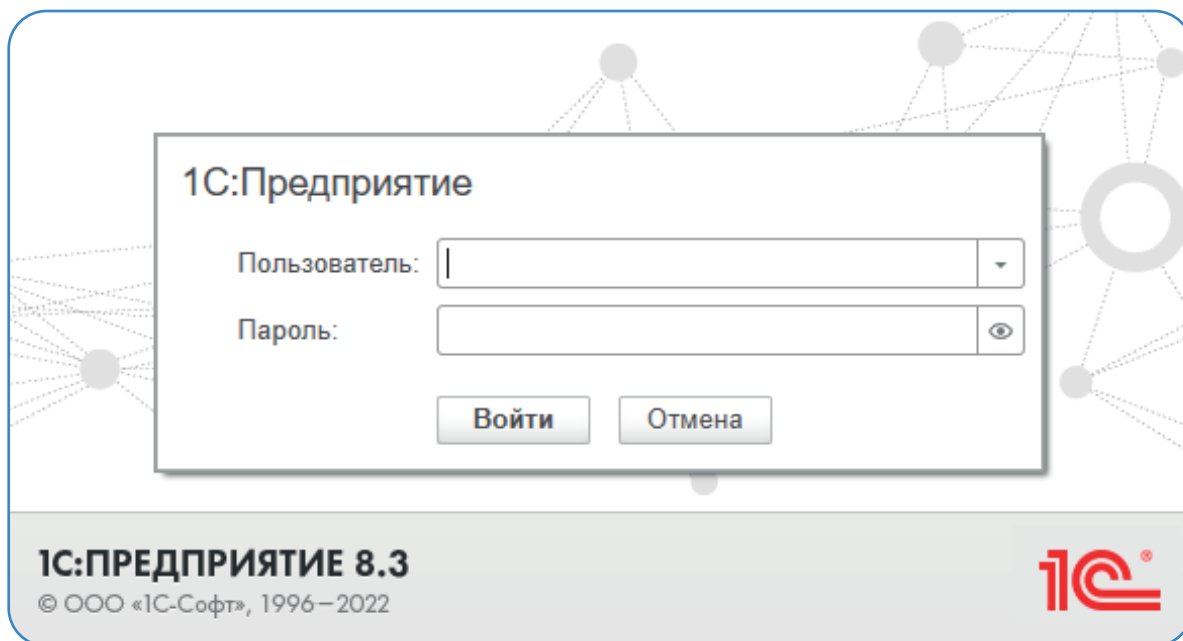 1С:Предприятие
Пользователь:
Пароль:
Войти Отмена
1С:ПРЕДПРИЯТИЕ 8.3
© ООО «1С-Софт», 1996–2022
1С®